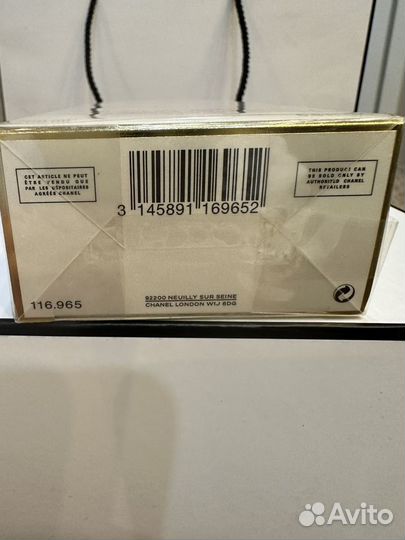 CET ARTICLE NE PEUT
ÊTRE VENDU QUE
PAR LES DÉPOSITAIRES
AGRÉÉS CHANEL
3 145891 169652
THIS PRODUCT CAN
BE SOLD ONLY BY
AUTHORIZED CHANEL
RETAILERS
116.965
92200 NEUILLY SUR SEINE
CHANEL LONDON W1J 6DG
Avito